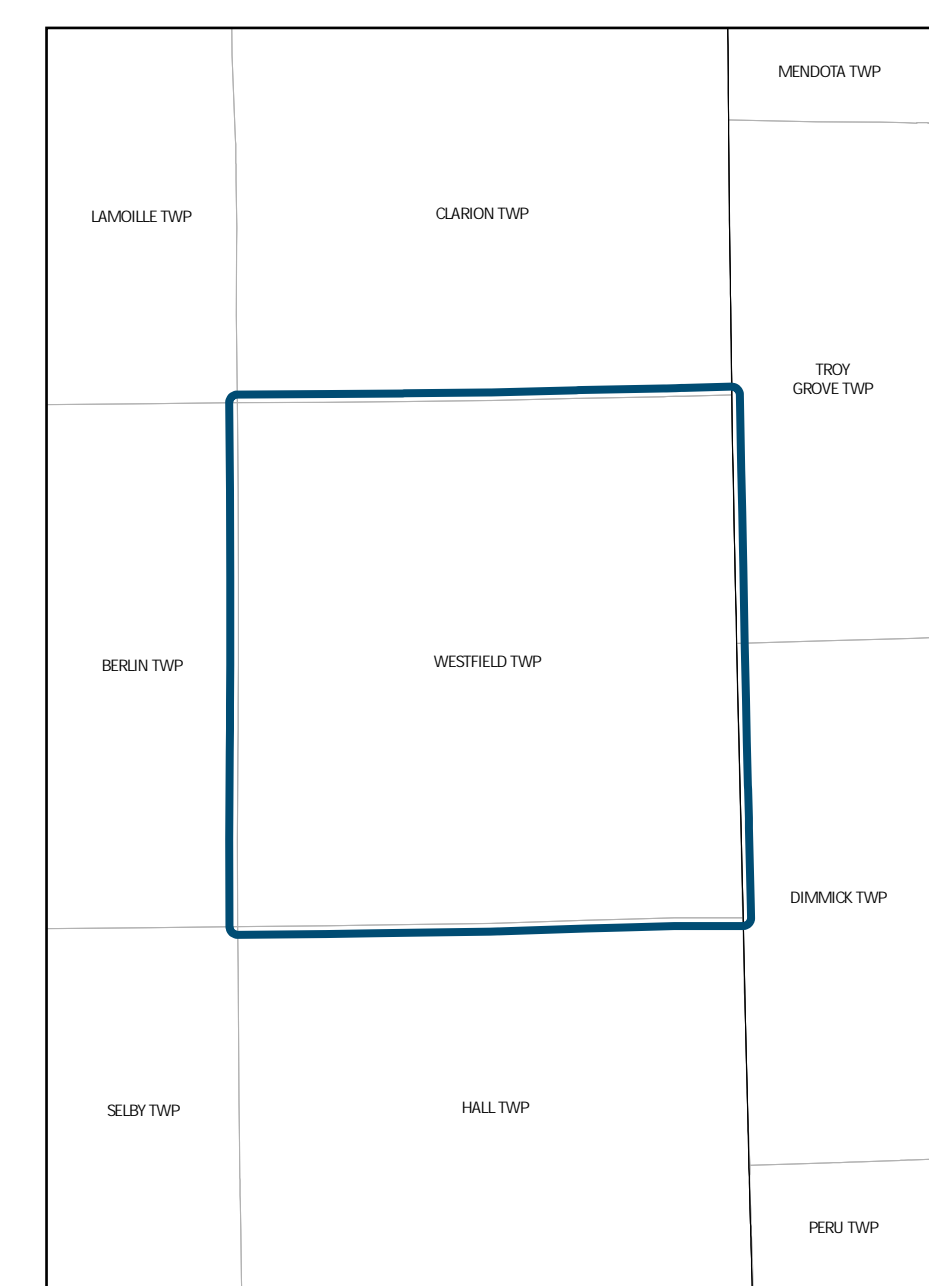 MENDOTA TWP
LAMOILLE TWP
CLARION TWP
TROY
GROVE TWP
BERLIN TWP
WESTFIELD TWP
DIMMICK TWP
SELBY TWP
HALL TWP
PERU TWP